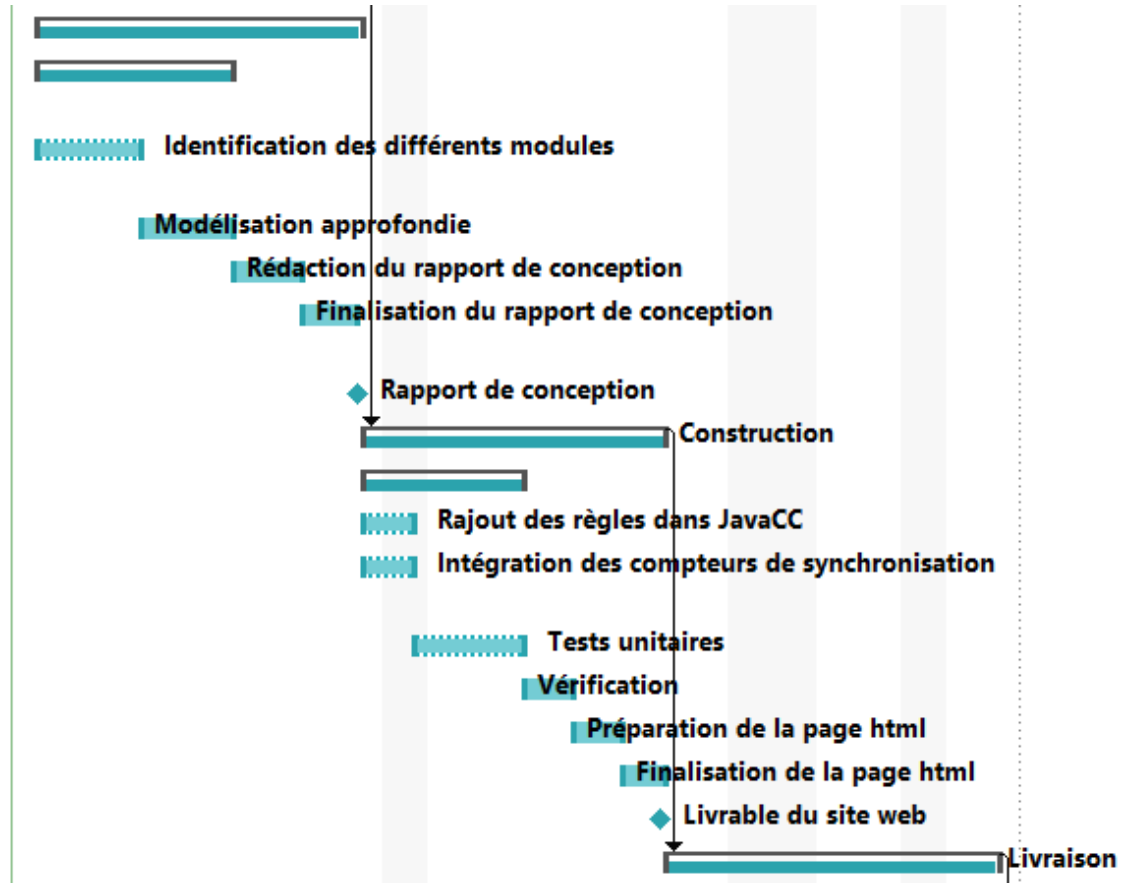 Identification des différents modules
Modélisation approfondie
Rédaction du rapport de conception
Finalisation du rapport de conception
Rapport de conception
Construction
Rajout des règles dans JavaCC
Intégration des compteurs de synchronisation
Tests unitaires
Vérification
Préparation de la page html
Finalisation de la page html
Livrable du site web
Livraison